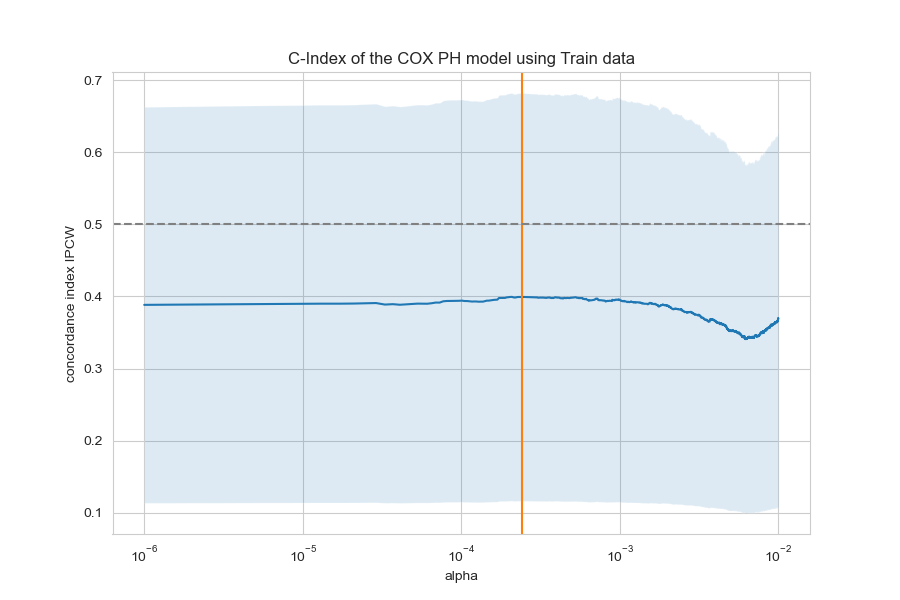 C-Index of the COX PH model using Train data
concordance index IPCW
0.7
0.6
0.5
0.4
0.3
0.2
0.1
10⁻⁶ 10⁻⁵ 10⁻⁴ 10⁻³ 10⁻²
alpha